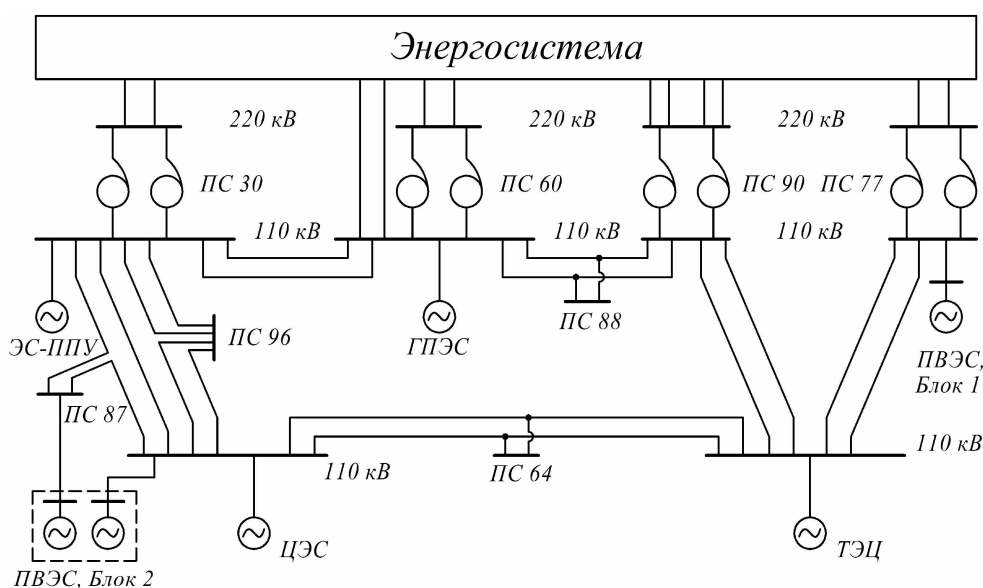 Энергосистема
220 кВ
220 кВ
220 кВ
ПС 30
ПС 60
ПС 90
ПС 77
110 кВ
110 кВ
110 кВ
ПС 88
ПС 96
ЭС-ППУ
ГПЭС
ПВЭС,
Блок 1
ПС 87
110 кВ
110 кВ
ПС 64
ЦЭС
ТЭЦ
ПВЭС, Блок 2